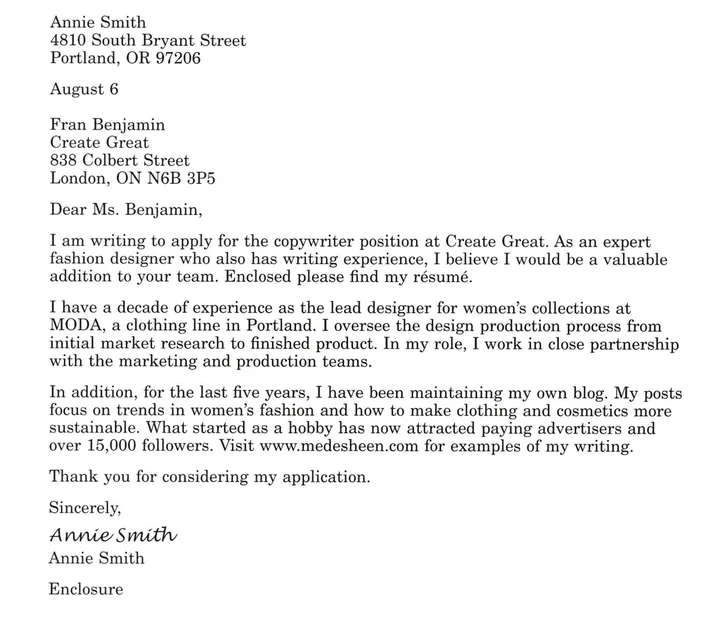 Annie Smith
4810 South Bryant Street
Portland, OR 97206
August 6
Fran Benjamin
Create Great
838 Colbert Street
London, ON N6B 3P5
Dear Ms. Benjamin,
I am writing to apply for the copywriter position at Create Great. As an expert
fashion designer who also has writing experience, I believe I would be a valuable
addition to your team. Enclosed please find my résumé.
I have a decade of experience as the lead designer for women’s collections at
MODA, a clothing line in Portland. I oversee the design production process from
initial market research to finished product. In my role, I work in close partnership
with the marketing and production teams.
In addition, for the last five years, I have been maintaining my own blog. My posts
focus on trends in women’s fashion and how to make clothing and cosmetics more
sustainable. What started as a hobby has now attracted paying advertisers and
over 15,000 followers. Visit www.medesheen.com for examples of my writing.
Thank you for considering my application.
Sincerely,
Annie Smith
Annie Smith
Enclosure